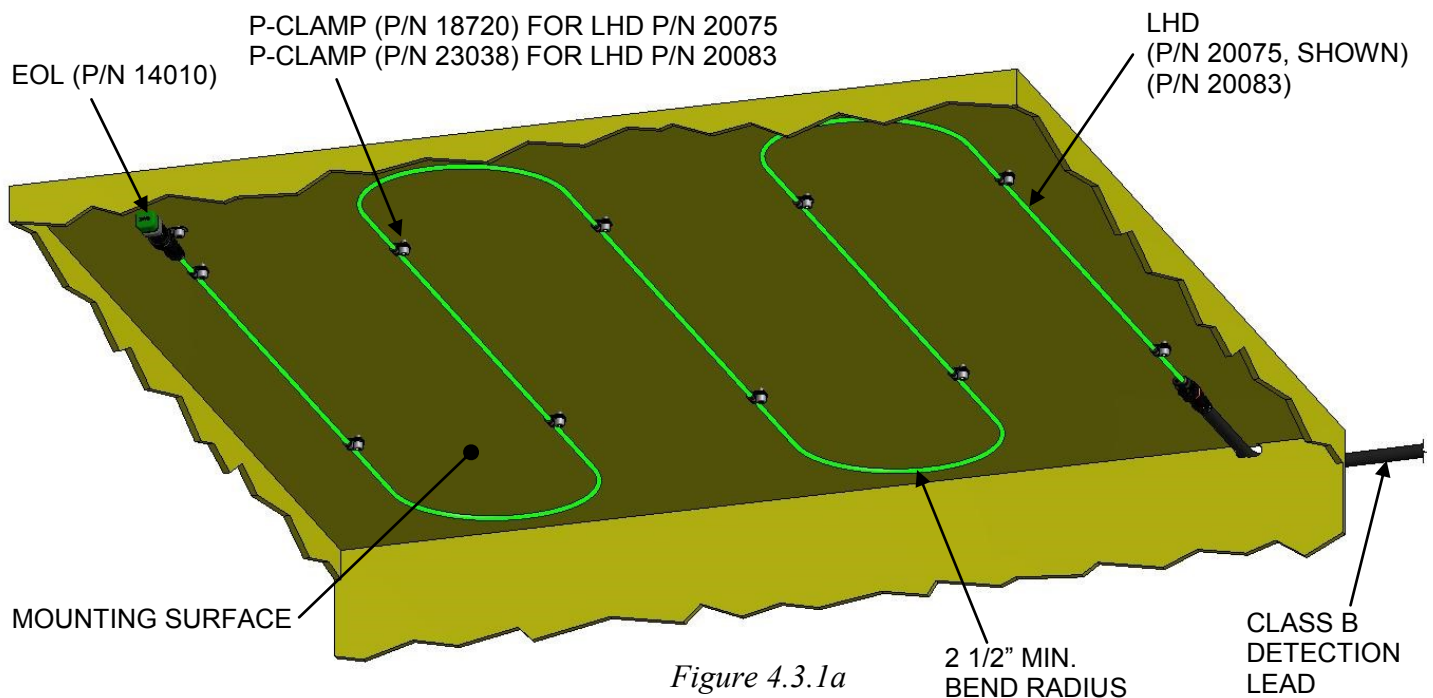 P-CLAMP (P/N 18720) FOR LHD P/N 20075
P-CLAMP (P/N 23038) FOR LHD P/N 20083
LHD
(P/N 20075, SHOWN)
(P/N 20083)
EOL (P/N 14010)
MOUNTING SURFACE
2 1/2” MIN.
BEND RADIUS
CLASS B
DETECTION
LEAD
Figure 4.3.1a